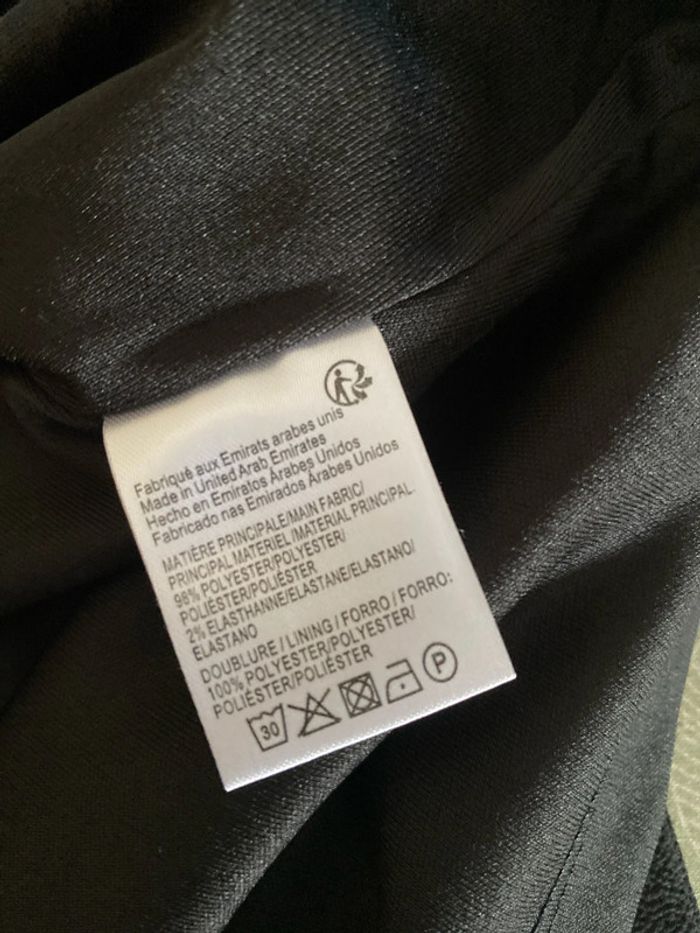 Fabriqué aux Emirats arabes unis
Made in United Arab Emirates
Hecho en Emiratos Árabes Unidos
Fabricado nas Emirados Árabes Unidos
MATIÈRE PRINCIPALE/MAIN FABRIC/
PRINCIPAL MATERIEL/MATERIAL PRINCIPAL.
98% POLYESTER/POLYESTER/
POLIÉSTER/POLIÉSTER
2% ELASTHANNE/ELASTANE/ELASTANO/
ELASTANO
DOUBLURE / LINING / FORRO / FORRO:
100% POLYESTER/POLYESTER/
POLIÉSTER/POLIÉSTER
30 P